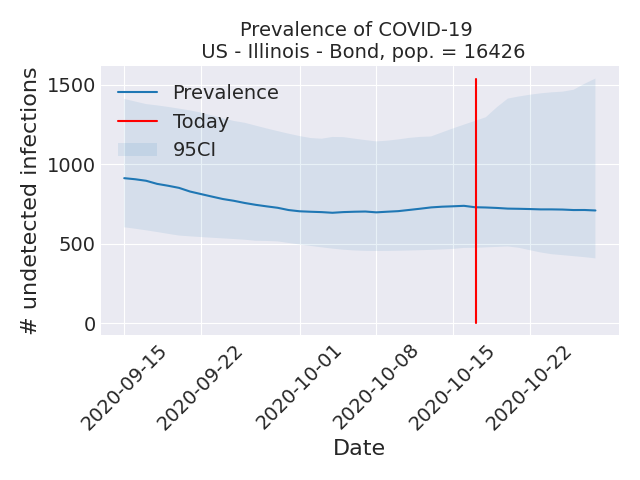 Prevalence of COVID-19
US - Illinois - Bond, pop. = 16426
# undetected infections
1500
1000
500
0
Prevalence
Today
95CI
2020-09-15
2020-09-22
2020-10-01
2020-10-08
2020-10-15
2020-10-22
Date